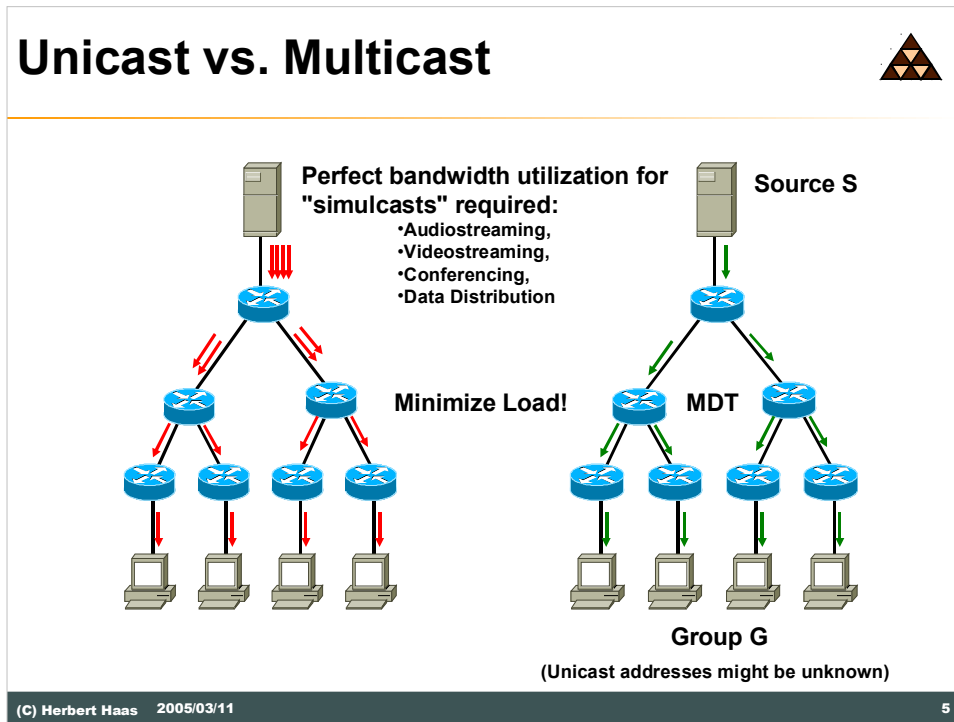 Unicast vs. Multicast
Perfect bandwidth utilization for
"simulcasts" required:
•Audiostreaming,
•Videostreaming,
•Conferencing,
•Data Distribution
Source S
Minimize Load!
MDT
Group G
(Unicast addresses might be unknown)
(C) Herbert Haas 2005/03/11
5